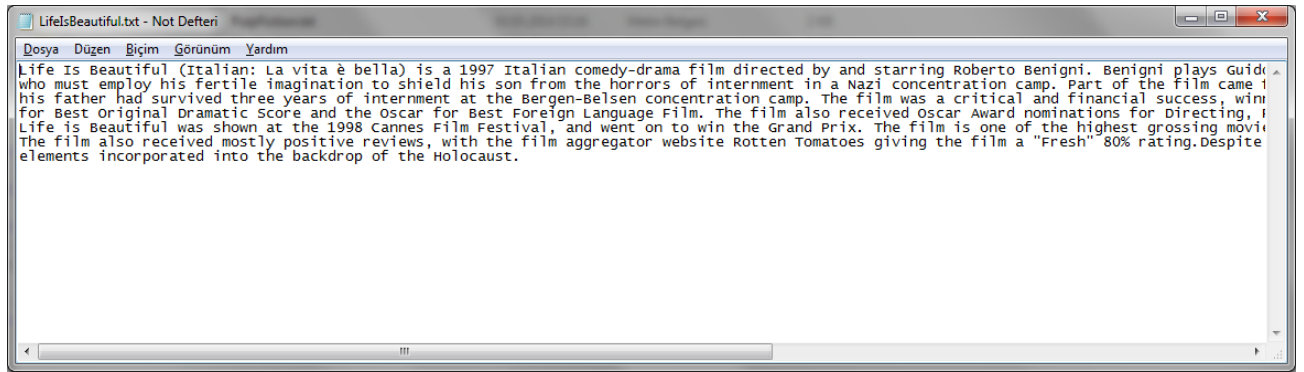 LifeIsBeautiful.txt - Not Defteri
Dosya Düzen Biçim Görünüm Yardım
Life Is Beautiful (Italian: La vita è bella) is a 1997 Italian comedy-drama film directed by and starring Roberto Benigni. Benigni plays
who must employ his fertile imagination to shield his son from the horrors of internment in a Nazi concentration camp. Part of the film came
his father had survived three years of internment at the Bergen-Belsen concentration camp. The film was a critical and financial success,
for Best Original Dramatic Score and the Oscar for Best Foreign Language Film. The film also received Oscar Award nominations for Directing,
Life is Beautiful was shown at the 1998 Cannes Film Festival, and went on to win the Grand Prix. The film is one of the highest grossing
The film also received mostly positive reviews, with the film aggregator website Rotten Tomatoes giving the film a "Fresh" 80% rating.Despite
elements incorporated into the backdrop of the Holocaust.